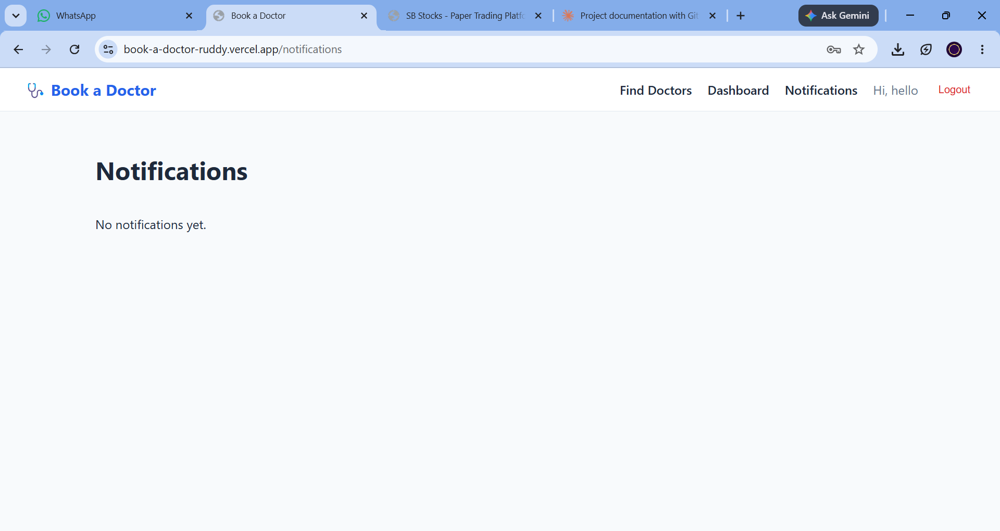 WhatsApp
Book a Doctor
SB Stocks - Paper Trading Platfo
Project documentation with Git
Ask Gemini
book-a-doctor-ruddy.vercel.app/notifications
Book a Doctor
Find Doctors
Dashboard
Notifications
Hi, hello
Logout
Notifications
No notifications yet.